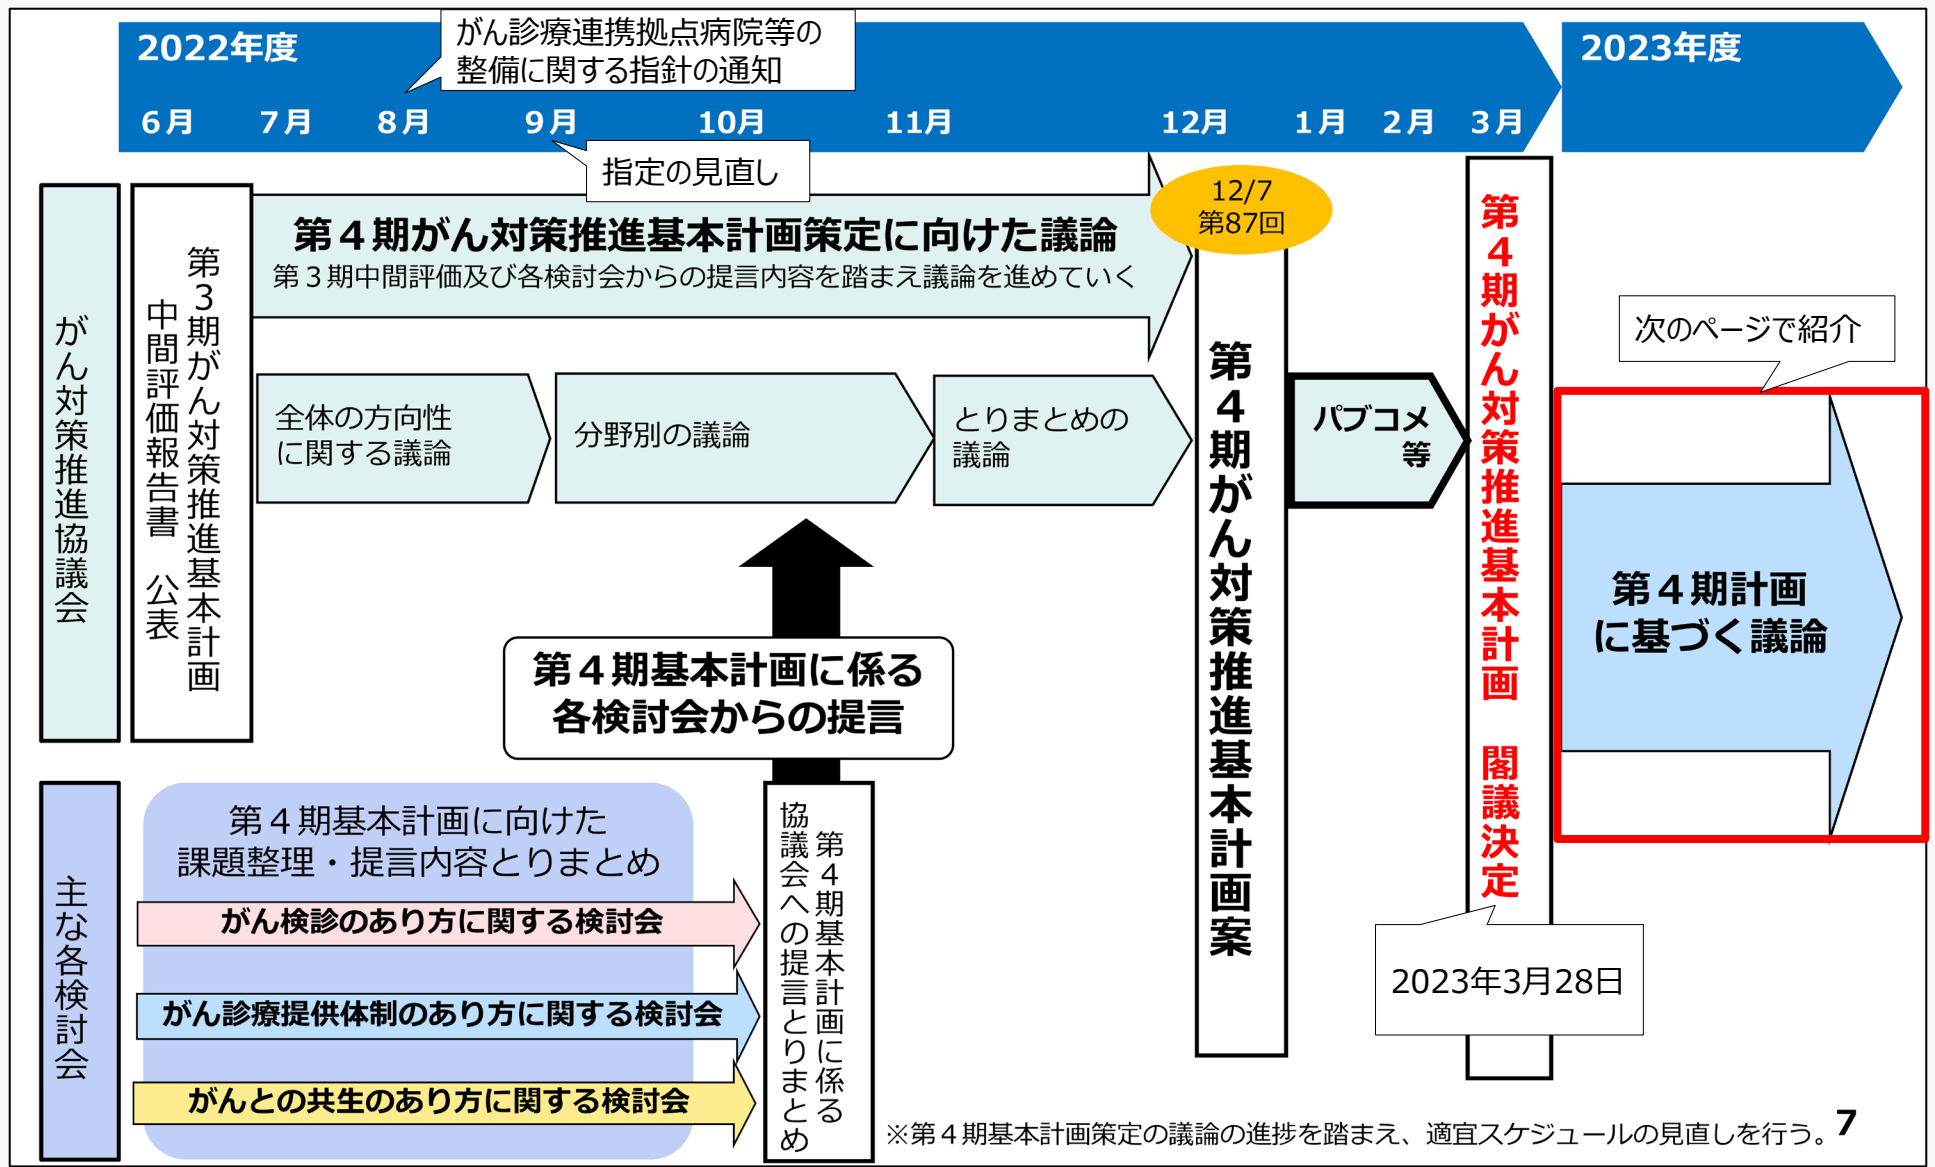 2022年度
がん診療連携拠点病院等の
整備に関する指針の通知
2023年度
６月
７月
８月
９月
10月
11月
12月
１月
２月
３月
指定の見直し
がん対策推進協議会
第３期がん対策推進基本計画
中間評価報告書　公表
第４期がん対策推進基本計画策定に向けた議論
第３期中間評価及び各検討会からの提言内容を踏まえ議論を進めていく
全体の方向性
に関する議論
分野別の議論
とりまとめの
議論
12/7
第87回
第４期がん対策推進基本計画案
パブコメ
等
第４期がん対策推進基本計画　閣議決定
2023年3月28日
次のページで紹介
第４期計画
に基づく議論
第４期基本計画に係る
各検討会からの提言
主な各検討会
第４期基本計画に向けた
課題整理・提言内容とりまとめ
がん検診のあり方に関する検討会
がん診療提供体制のあり方に関する検討会
がんとの共生のあり方に関する検討会
第４期基本計画に係る
協議会への提言とりまとめ
※第４期基本計画策定の議論の進捗を踏まえ、適宜スケジュールの見直しを行う。
7